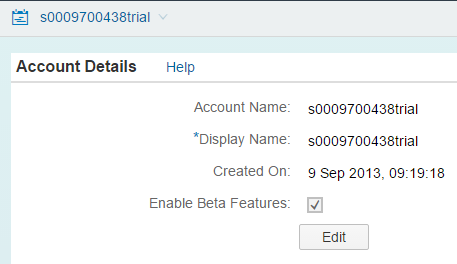 s0009700438trial
Account Details Help
Account Name: s0009700438trial
*Display Name: s0009700438trial
Created On: 9 Sep 2013, 09:19:18
Enable Beta Features:
Edit